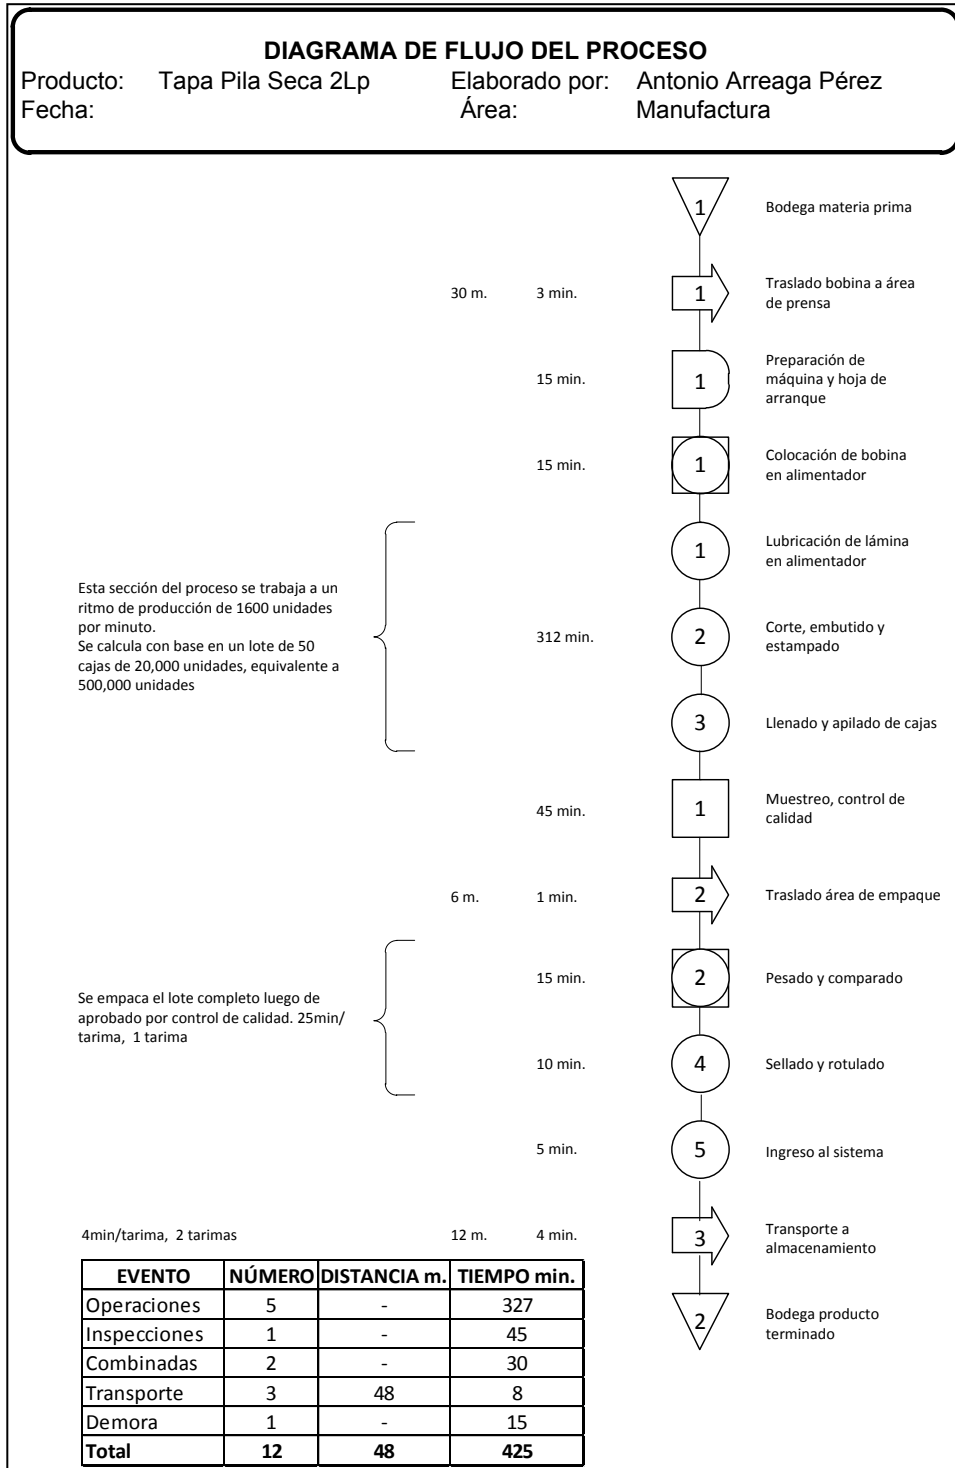 DIAGRAMA DE FLUJO DEL PROCESO
Producto: Tapa Pila Seca 2Lp Elaborado por: Antonio Arreaga Pérez
Fecha: Área: Manufactura
1 Bodega materia prima
30 m. 3 min. 1 Traslado bobina a área
de prensa
15 min. 1 Preparación de
máquina y hoja de
arranque
15 min. 1 Colocación de bobina
en alimentador
1 Lubricación de lámina
en alimentador
Esta sección del proceso se trabaja a un
ritmo de producción de 1600 unidades
por minuto.
Se calcula con base en un lote de 50
cajas de 20,000 unidades, equivalente a
500,000 unidades
312 min. 2 Corte, embutido y
estampado
3 Llenado y apilado de cajas
45 min. 1 Muestreo, control de
calidad
6 m. 1 min. 2 Traslado área de empaque
15 min. 2 Pesado y comparado
Se empaca el lote completo luego de
aprobado por control de calidad. 25min/
tarima, 1 tarima
10 min. 4 Sellado y rotulado
5 min. 5 Ingreso al sistema
4min/tarima, 2 tarimas 12 m. 4 min. 3 Transporte a
almacenamiento
2 Bodega producto
terminado
EVENTO NÚMERO DISTANCIA m. TIEMPO min.
Operaciones 5 - 327
Inspecciones 1 - 45
Combinadas 2 - 30
Transporte 3 48 8
Demora 1 - 15
Total 12 48 425